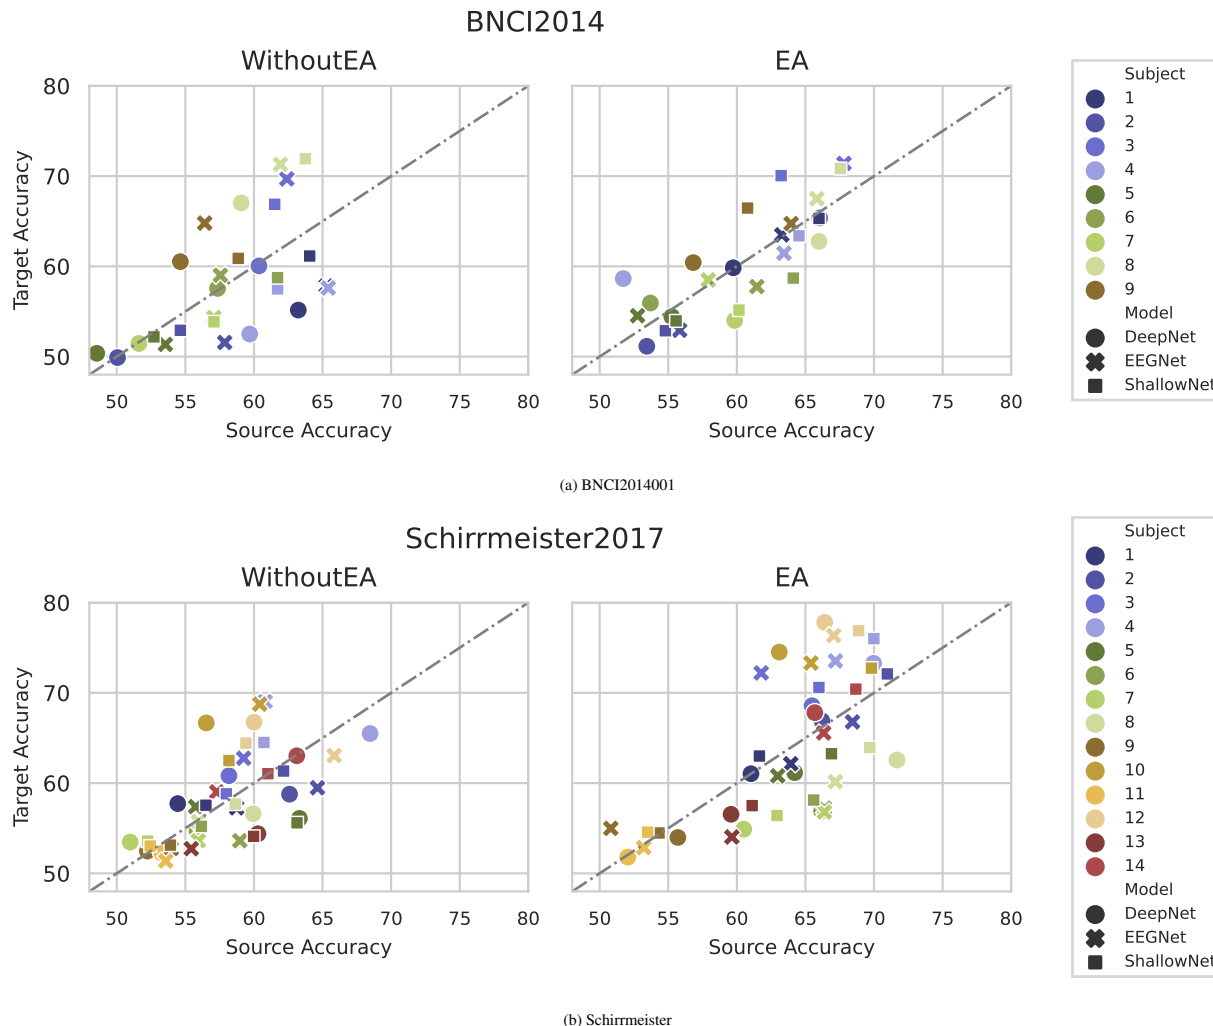 BNCI2014
WithoutEA
EA
80
70
60
50
Target Accuracy
50 55 60 65 70 75 80
Source Accuracy
50 55 60 65 70 75 80
Source Accuracy
Subject
1
2
3
4
5
6
7
8
9
Model
DeepNet
EEGNet
ShallowNet
(a) BNCI2014001
Schirrmeister2017
WithoutEA
EA
80
70
60
50
Target Accuracy
50 55 60 65 70 75 80
Source Accuracy
50 55 60 65 70 75 80
Source Accuracy
Subject
1
2
3
4
5
6
7
8
9
10
11
12
13
14
Model
DeepNet
EEGNet
ShallowNet
(b) Schirrmeister